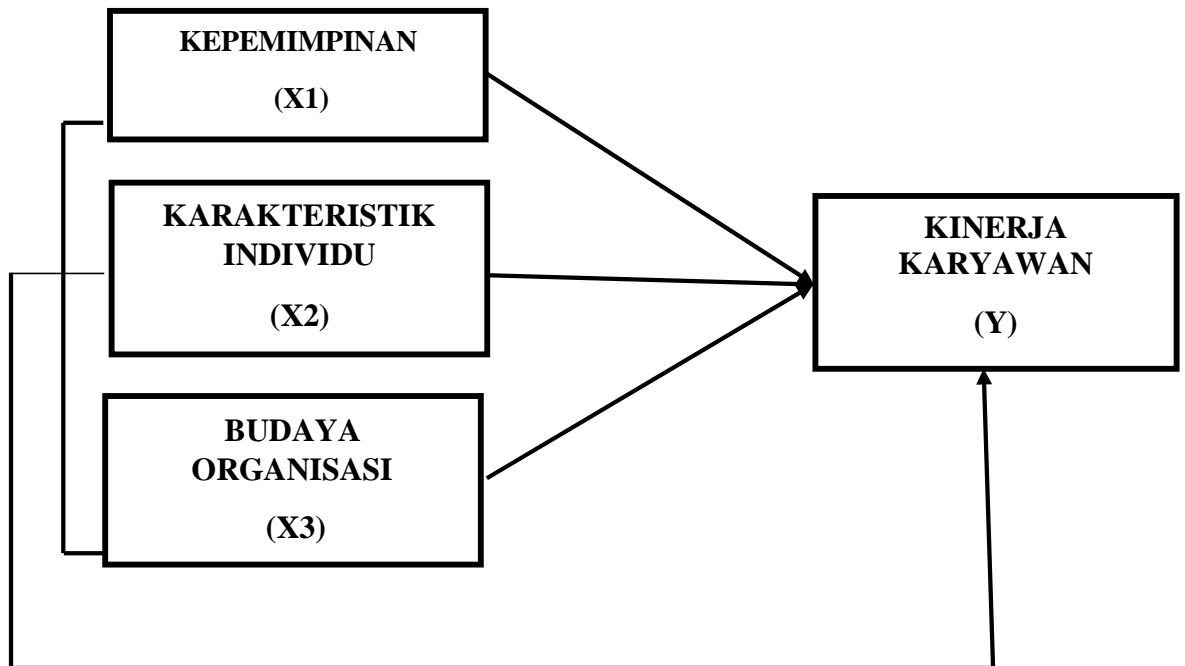 KEPEMIMPINAN
(X1)
KARAKTERISTIK
INDIVIDU
(X2)
BUDAYA
ORGANISASI
(X3)
KINERJA
KARYAWAN
(Y)